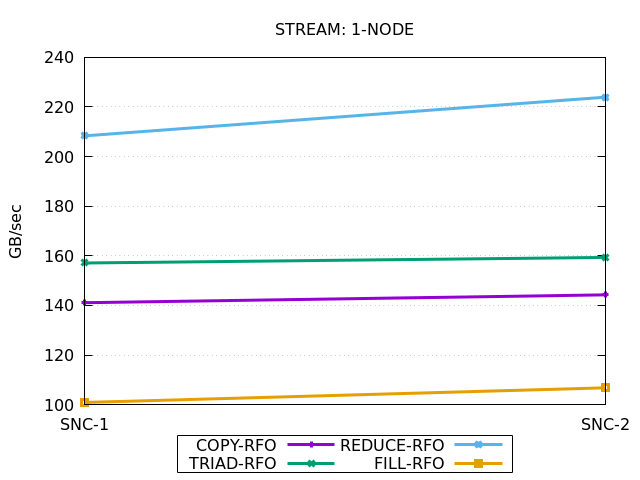 STREAM: 1-NODE
240
220
200
180
160
140
120
100
GB/sec
SNC-1 SNC-2
COPY-RFO REDUCE-RFO
TRIAD-RFO FILL-RFO